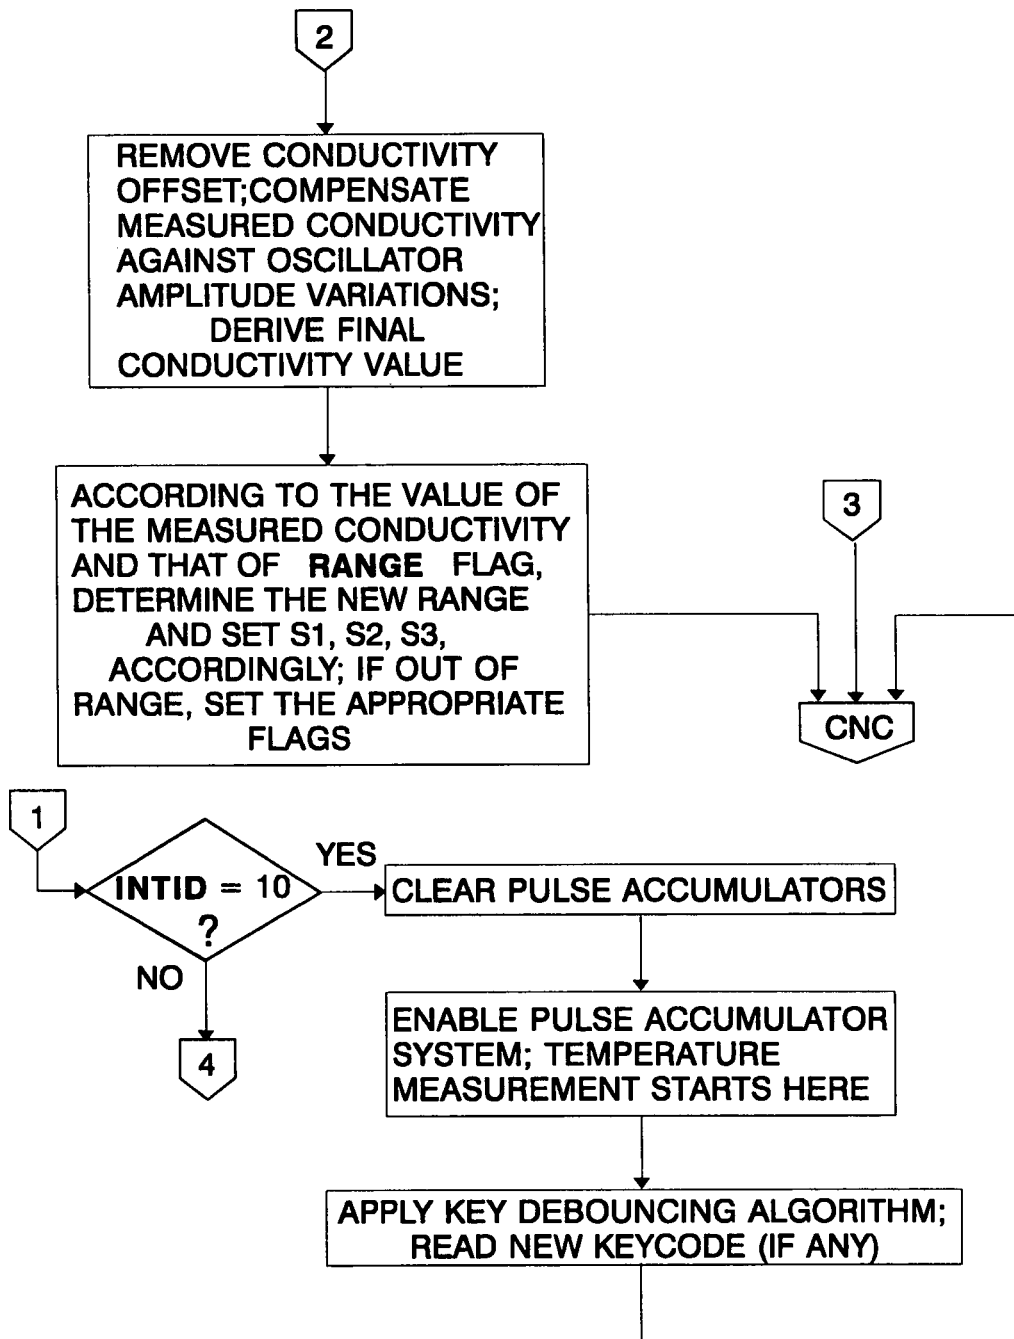 2
REMOVE CONDUCTIVITY
OFFSET;COMPENSATE
MEASURED CONDUCTIVITY
AGAINST OSCILLATOR
AMPLITUDE VARIATIONS;
DERIVE FINAL
CONDUCTIVITY VALUE
ACCORDING TO THE VALUE OF
THE MEASURED CONDUCTIVITY
AND THAT OF RANGE FLAG,
DETERMINE THE NEW RANGE
AND SET S1, S2, S3,
ACCORDINGLY; IF OUT OF
RANGE, SET THE APPROPRIATE
FLAGS
3
CNC
1
INTID = 10
?
YES
NO
4
CLEAR PULSE ACCUMULATORS
ENABLE PULSE ACCUMULATOR
SYSTEM; TEMPERATURE
MEASUREMENT STARTS HERE
APPLY KEY DEBOUNCING ALGORITHM;
READ NEW KEYCODE (IF ANY)